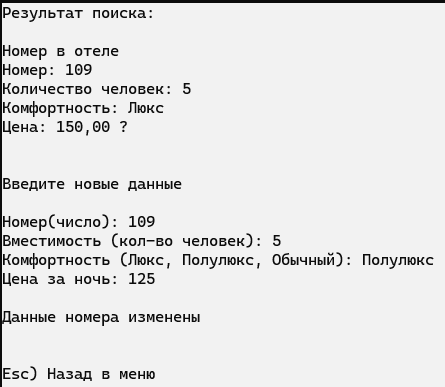 Результат поиска:
Номер в отеле
Номер: 109
Количество человек: 5
Комфортность: Люкс
Цена: 150,00 ?
Введите новые данные
Номер(число): 109
Вместимость (кол-во человек): 5
Комфортность (Люкс, Полулюкс, Обычный): Полулюкс
Цена за ночь: 125
Данные номера изменены
Esc) Назад в меню